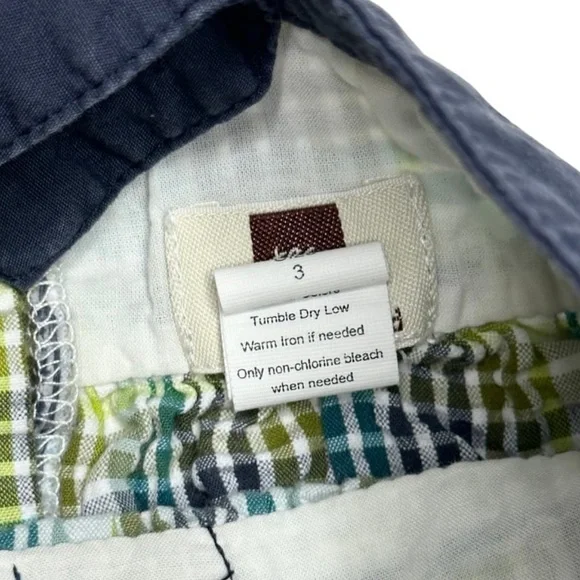 3
Tumble Dry Low
Warm Iron if needed
Only non-chlorine bleach
when needed